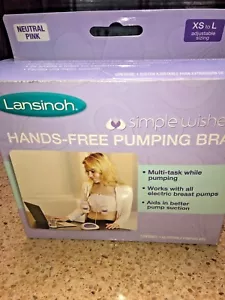 NEUTRAL
PINK
XS to L
adjustable
sizing
Lansinoh.
simple wishes
HANDS-FREE PUMPING BRA
• Multi-task while
pumping
• Works with all
electric breast pumps
• Aids in better
pump suction